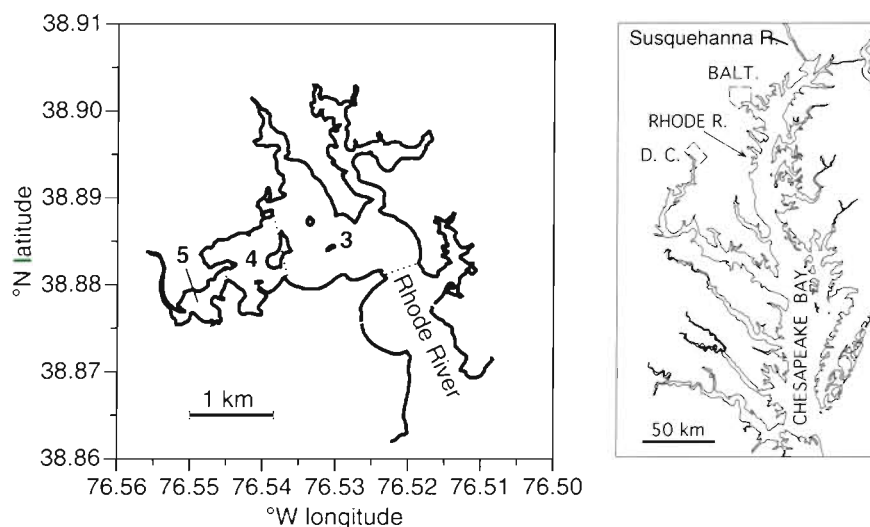 38.91
38.90
38.89
38.88
38.87
38.86
°N latitude
5
4
3
Rhode River
1 km
76.56 76.55 76.54 76.53 76.52 76.51 76.50
°W longitude
Susquehanna R.
BALT.
RHODE R.
D. C.
CHESAPEAKE BAY
50 km